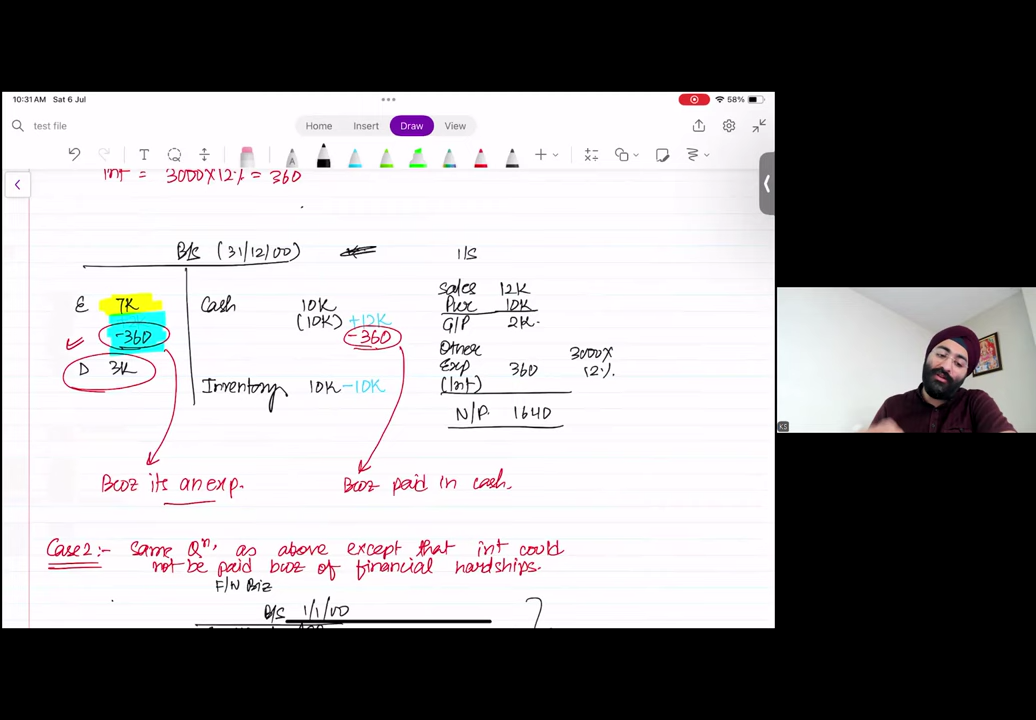 10:31 AM Sat 6 Jul
58%
test file
Home Insert Draw View
Int = 3000X12% = 360
B/S (31/12/00)
I/S
E 7K
-360
D 3K
Cash 10K
(10K) +12K
-360
Inventory 10K -10K
Sales 12K
Pur 10K
G/P 2K
Other
Exp 360
(Int)
3000X
12%.
N/P. 1640
Bcoz its an exp.
Bcoz paid in cash.
Case 2:- Same Qn, as above except that int could
not be paid bcoz of financial hardships.
F/N Biz
B/S 1/1/00
?
KS